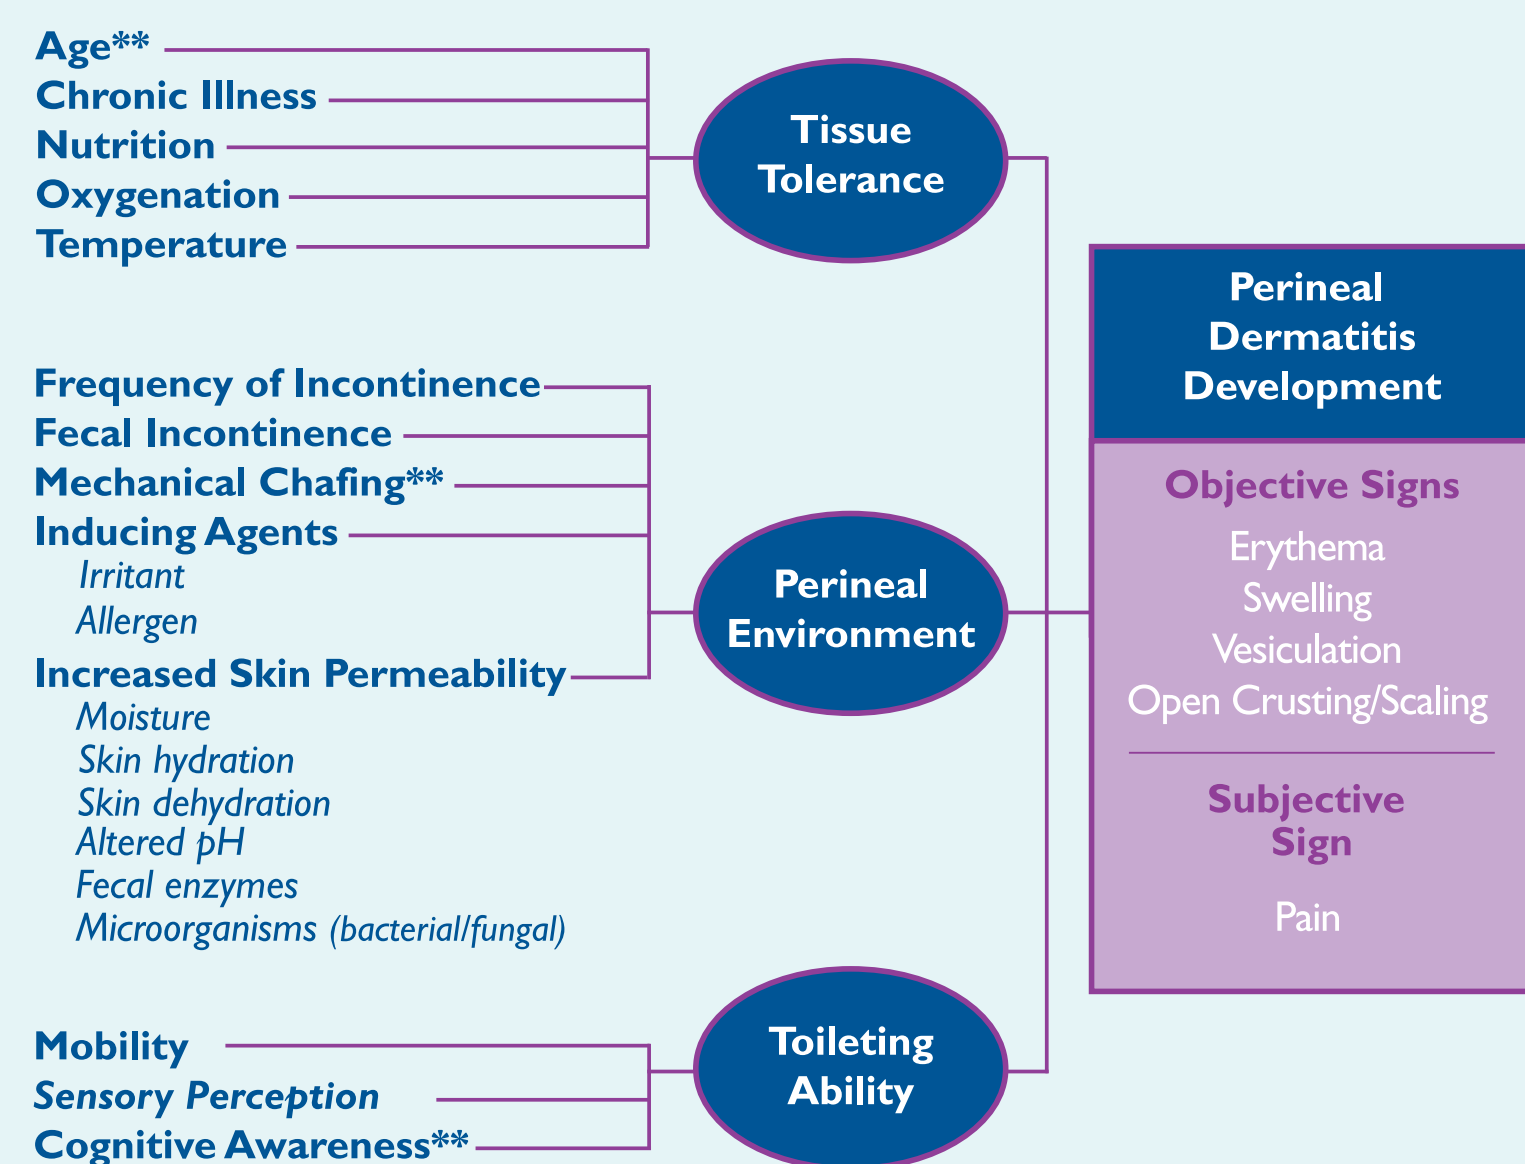 Age**
Chronic Illness
Nutrition
Oxygenation
Temperature
Tissue
Tolerance
Frequency of Incontinence
Fecal Incontinence
Mechanical Chafing**
Inducing Agents
Irritant
Allergen
Increased Skin Permeability
Moisture
Skin hydration
Skin dehydration
Altered pH
Fecal enzymes
Microorganisms (bacterial/fungal)
Perineal
Environment
Mobility
Sensory Perception
Cognitive Awareness**
Toileting
Ability
Perineal
Dermatitis
Development
Objective Signs
Erythema
Swelling
Vesiculation
Open Crusting/Scaling
Subjective
Sign
Pain